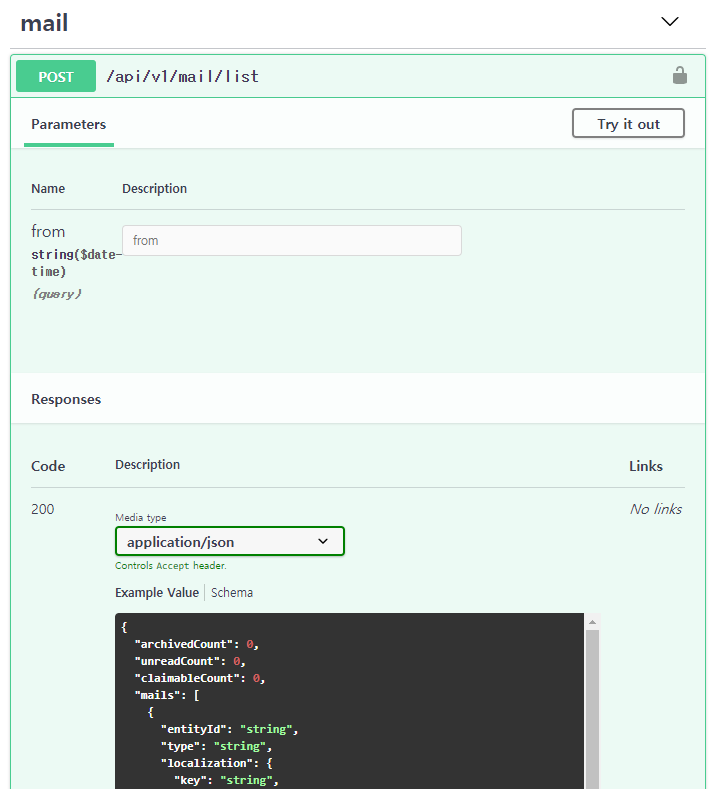 mail
POST /api/v1/mail/list
Parameters Try it out
Name Description
from from
string($date-
time)
(query)
Responses
Code Description Links
200 No links
Media type
application/json
Controls Accept header.
Example Value Schema
{
"archivedCount": 0,
"unreadCount": 0,
"claimableCount": 0,
"mails": [
{
"entityId": "string",
"type": "string",
"localization": {
"key": "string",